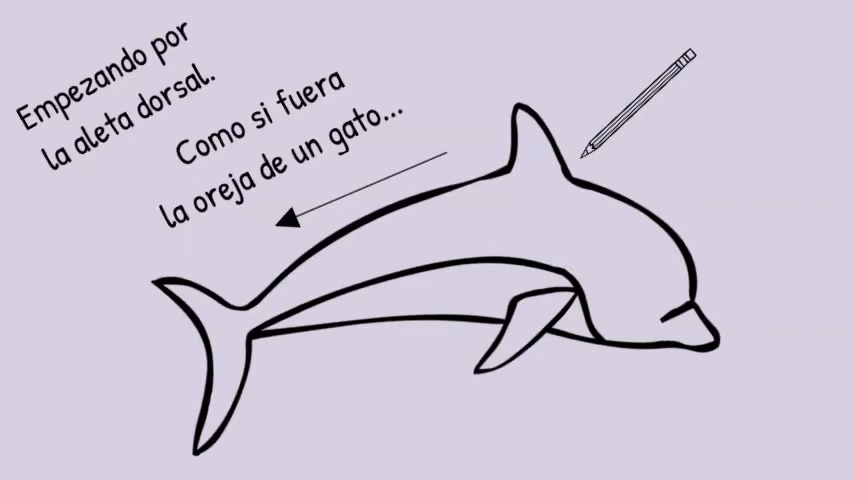 Empezando por
la aleta dorsal.
Como si fuera
la oreja de un gato...